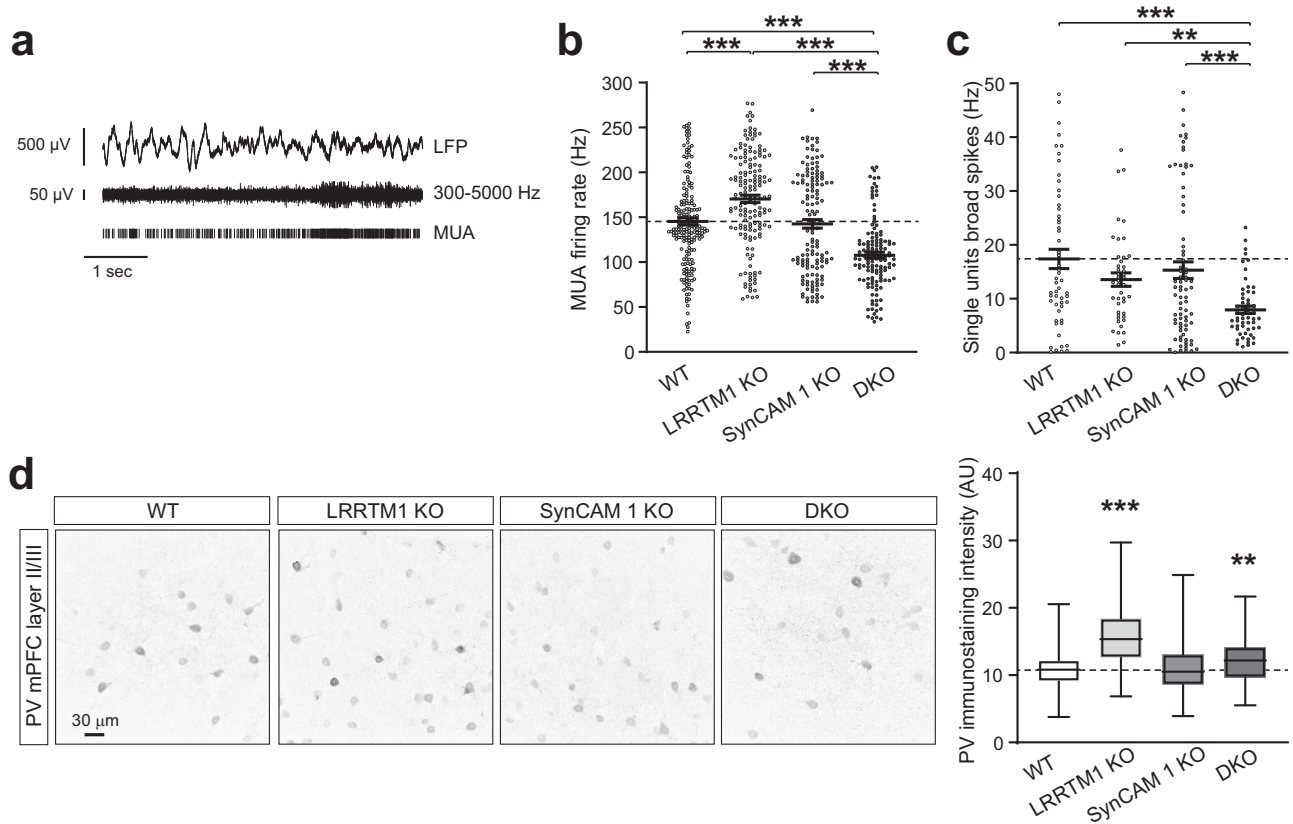 a
500 µV
LFP
50 µV
300-5000 Hz
MUA
1 sec
b
***
*** ***
***
MUA firing rate (Hz)
300
250
200
150
100
50
0
WT
LRRTM1 KO
SynCAM 1 KO
DKO
c
***
**
***
Single units broad spikes (Hz)
50
40
30
20
10
0
WT
LRRTM1 KO
SynCAM 1 KO
DKO
d
WT
LRRTM1 KO
SynCAM 1 KO
DKO
PV mPFC layer II/III
30 µm
PV immunostaining intensity (AU)
40
30
20
10
0
***
**
WT
LRRTM1 KO
SynCAM 1 KO
DKO